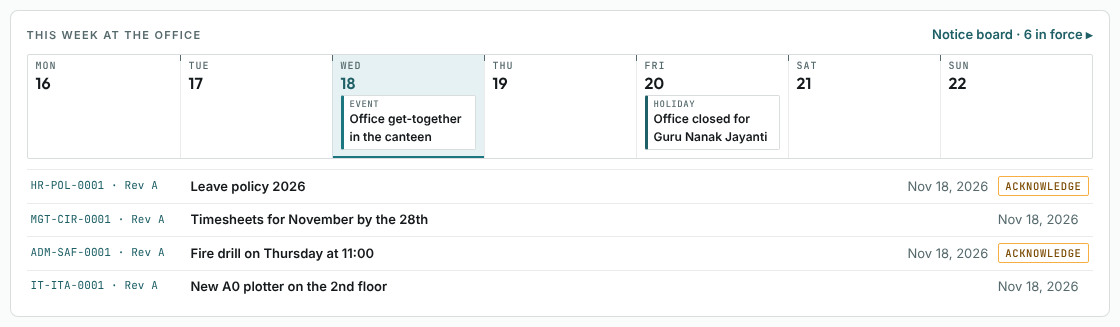 THIS WEEK AT THE OFFICE
Notice board · 6 in force ▸
MON
16
TUE
17
WED
18
EVENT
Office get-together
in the canteen
THU
19
FRI
20
HOLIDAY
Office closed for
Guru Nanak Jayanti
SAT
21
SUN
22
HR-POL-0001 · Rev A Leave policy 2026 Nov 18, 2026 ACKNOWLEDGE
MGT-CIR-0001 · Rev A Timesheets for November by the 28th Nov 18, 2026
ADM-SAF-0001 · Rev A Fire drill on Thursday at 11:00 Nov 18, 2026 ACKNOWLEDGE
IT-ITA-0001 · Rev A New A0 plotter on the 2nd floor Nov 18, 2026